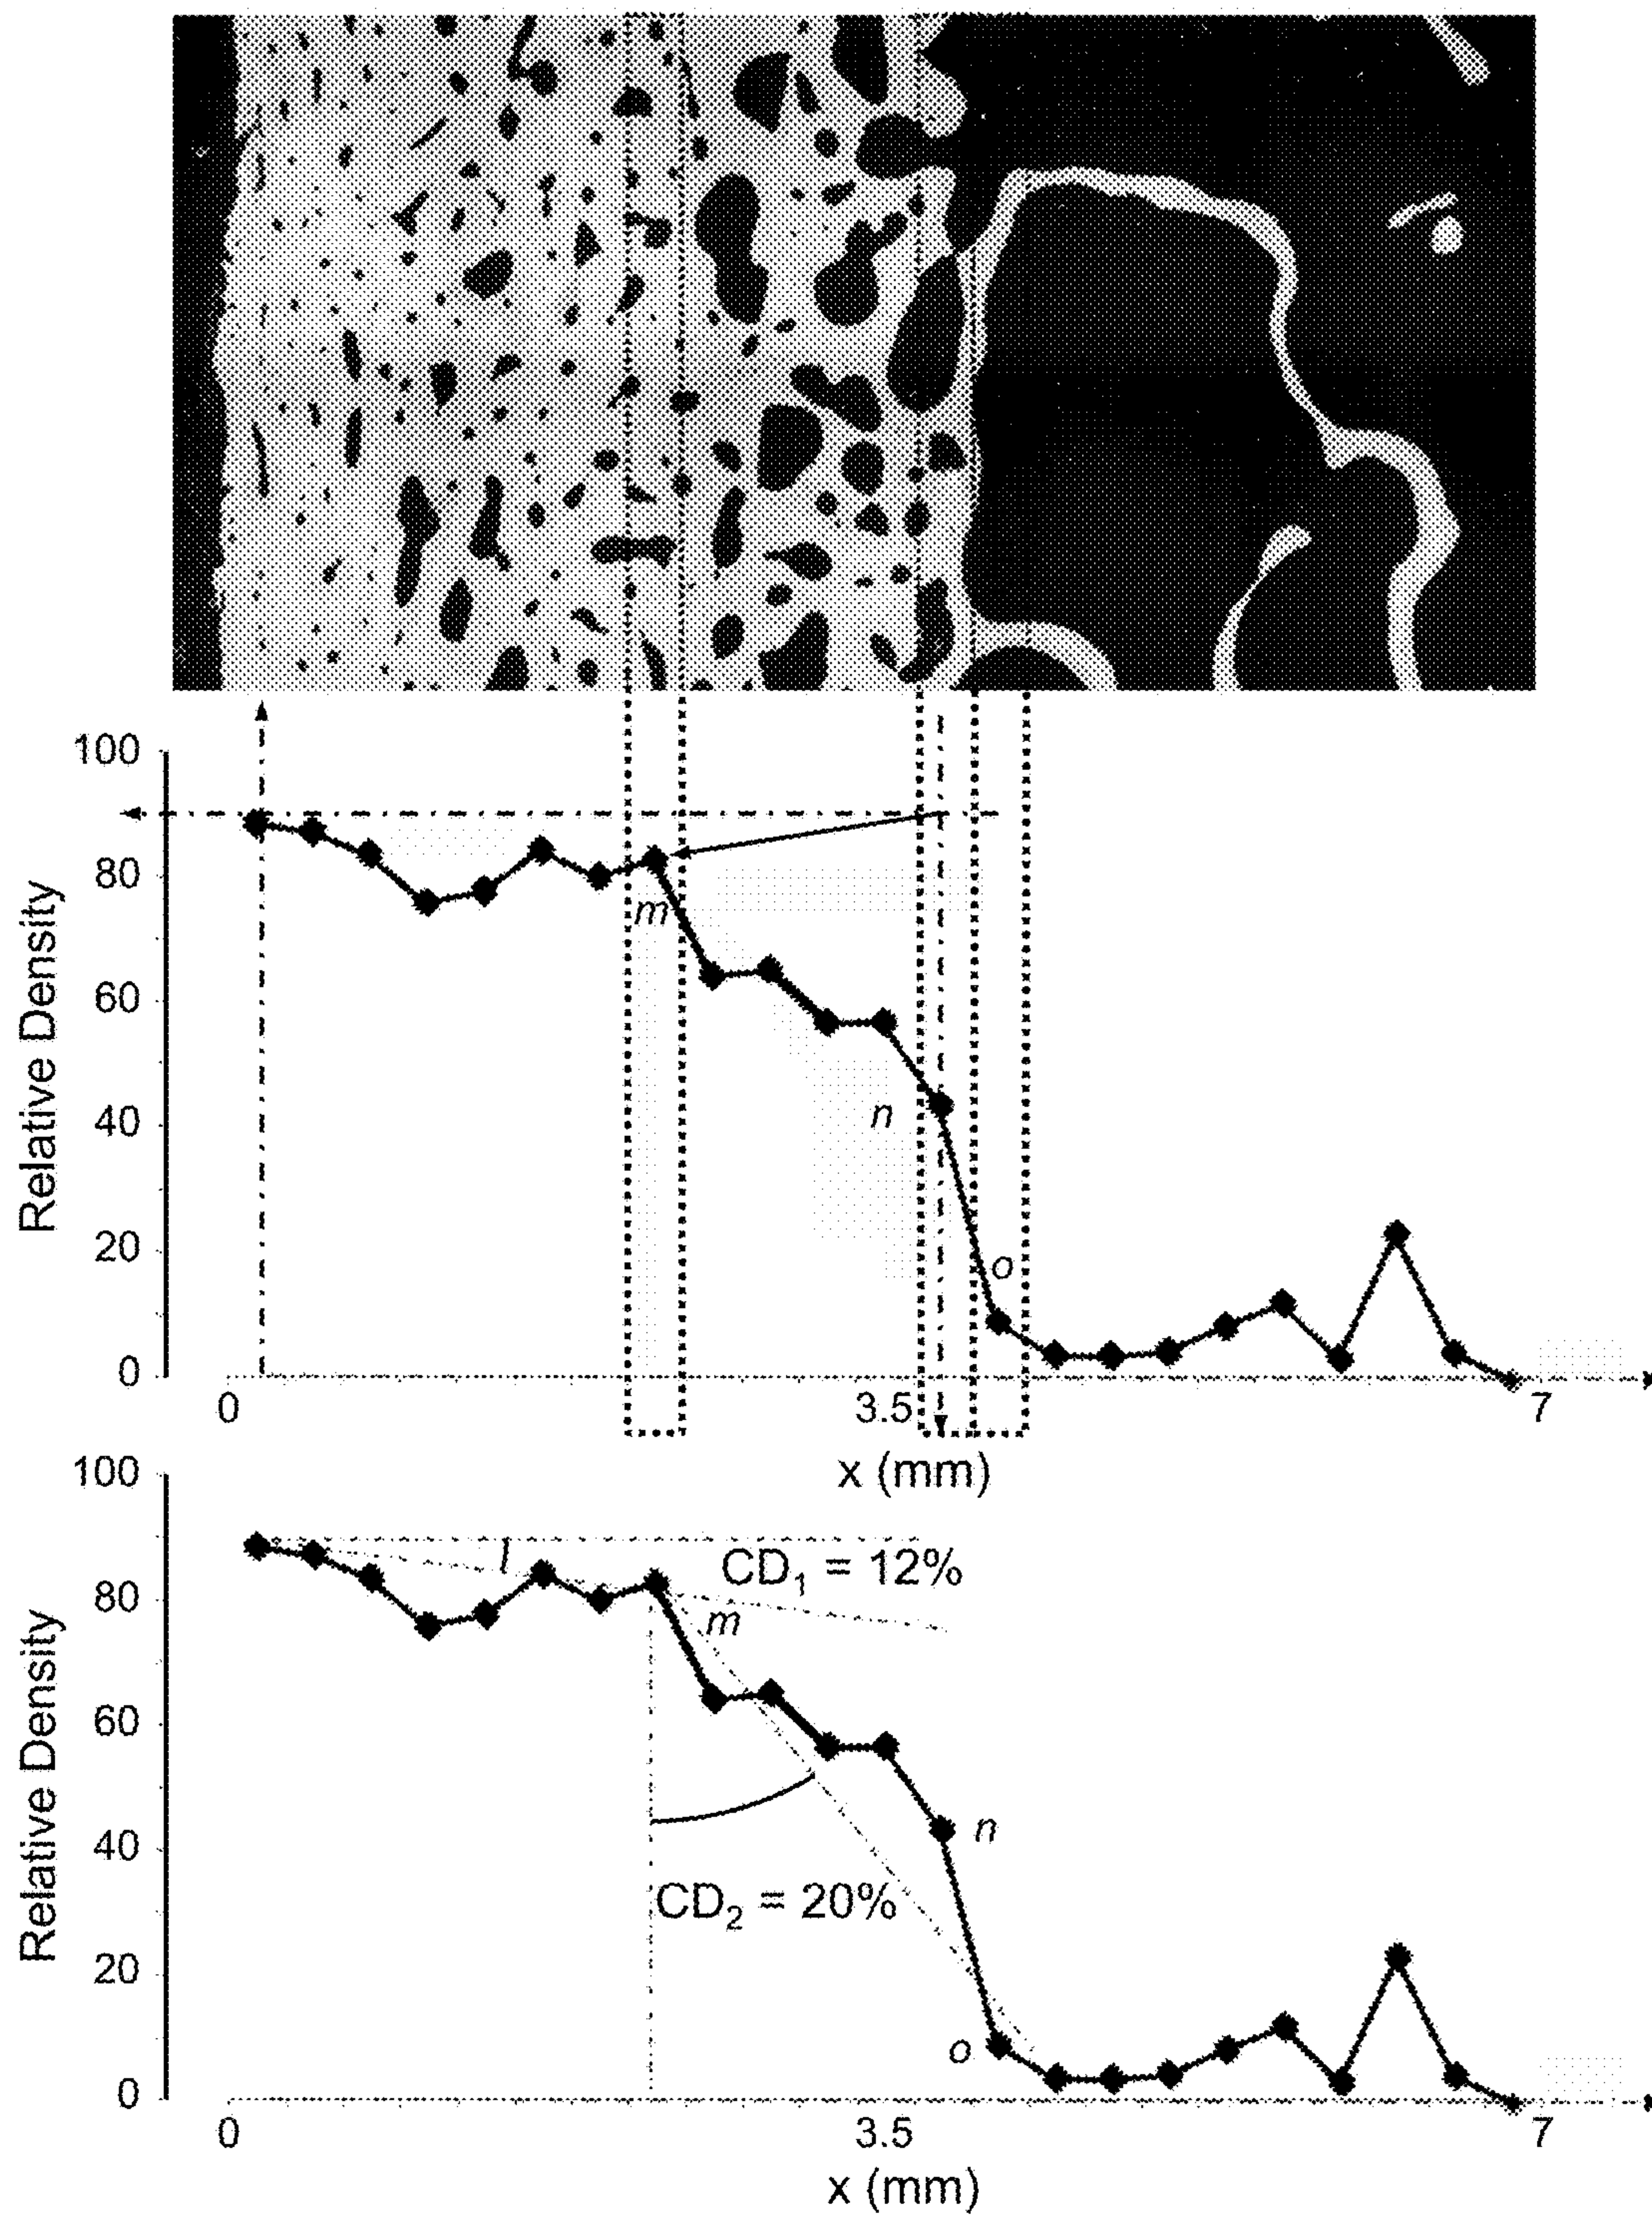 100
80
60
40
20
0
Relative Density
m
n
o
0
3.5
7
x (mm)
100
80
60
40
20
0
Relative Density
l
CD₁ = 12%
m
n
CD₂ = 20%
o
0
3.5
7
x (mm)